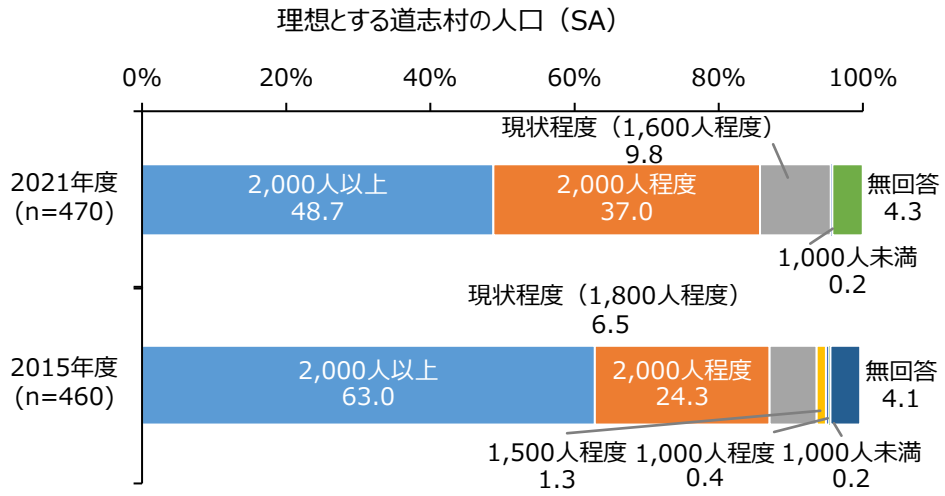 理想とする道志村の人口（SA）
0% 20% 40% 60% 80% 100%
現状程度（1,600人程度）
9.8
2021年度
(n=470)
2,000人以上
48.7
2,000人程度
37.0
無回答
4.3
1,000人未満
0.2
現状程度（1,800人程度）
6.5
2015年度
(n=460)
2,000人以上
63.0
2,000人程度
24.3
無回答
4.1
1,500人程度
1.3
1,000人程度
0.4
1,000人未満
0.2